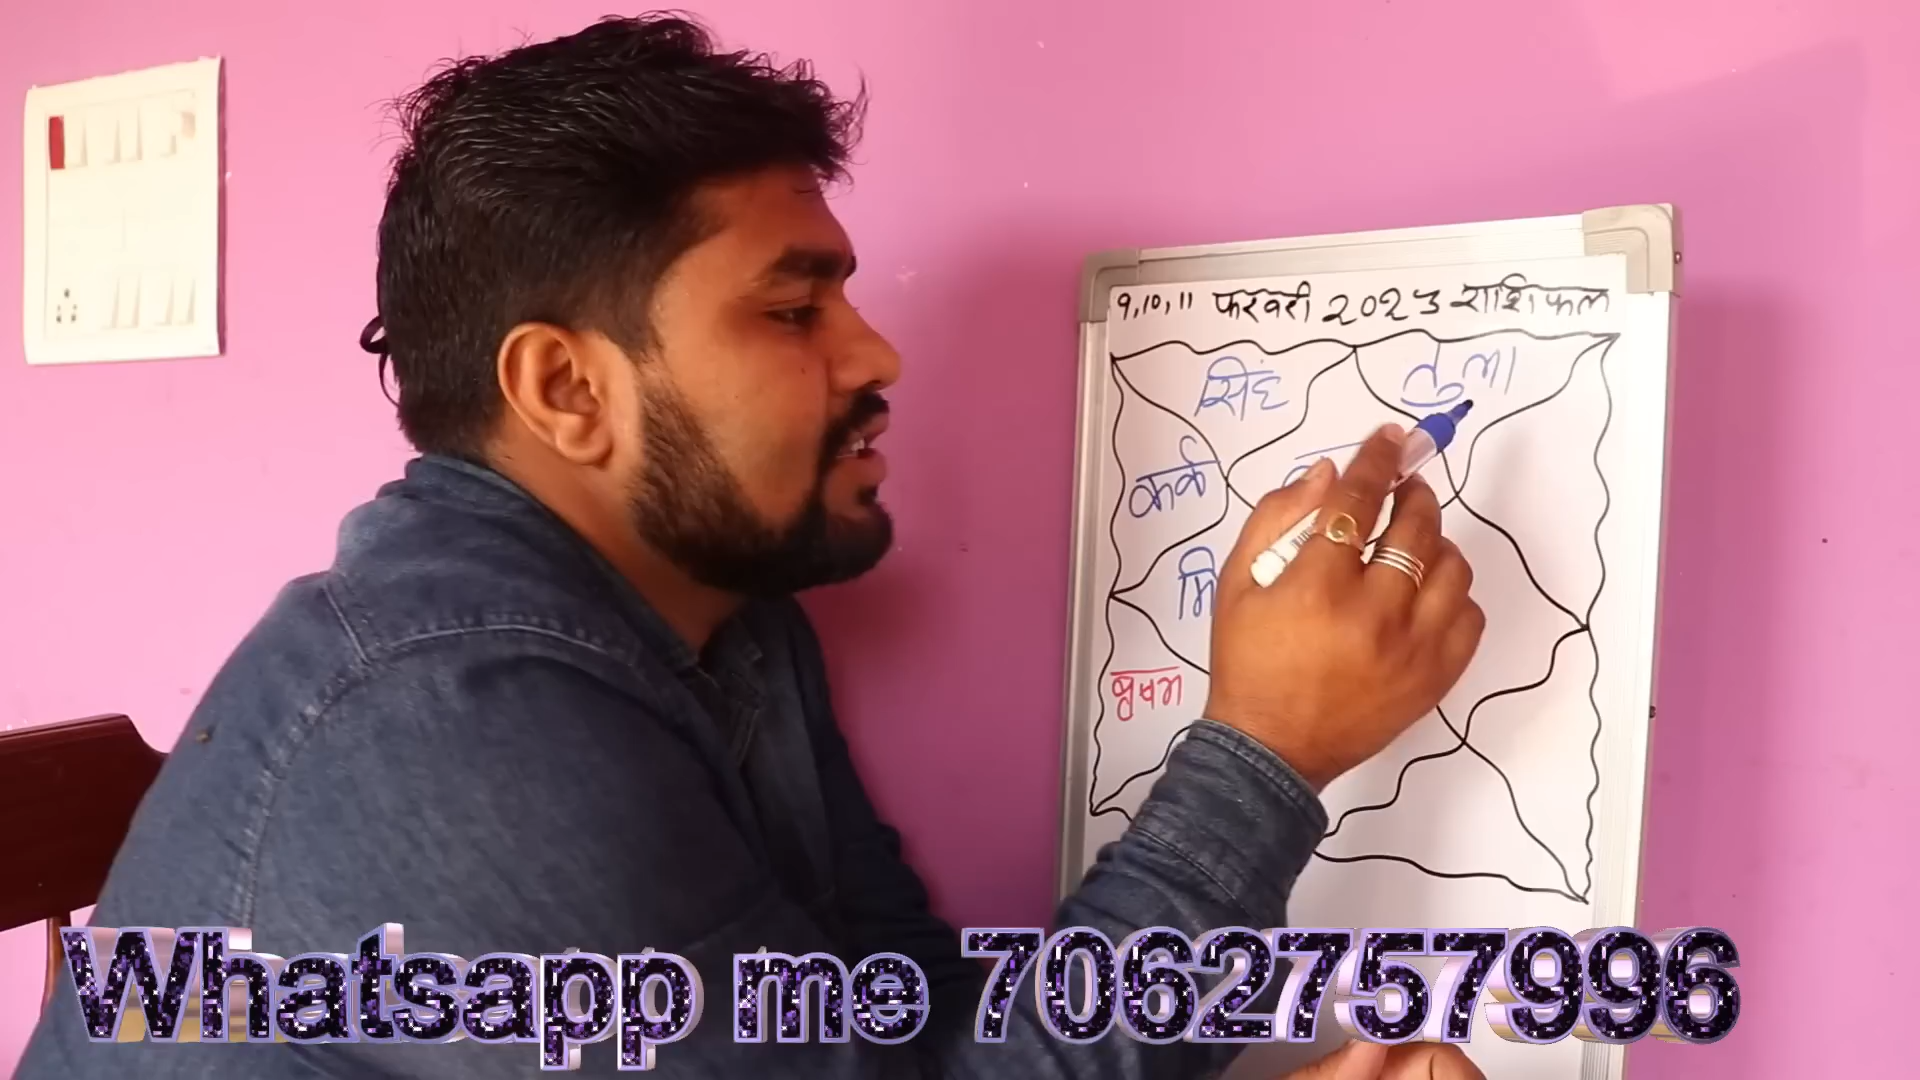 9, 10, 11 फरवरी 2023 राशिफल
सिंह
तुला
कर्क
मि
वृषभ
Whatsapp me 7062757996